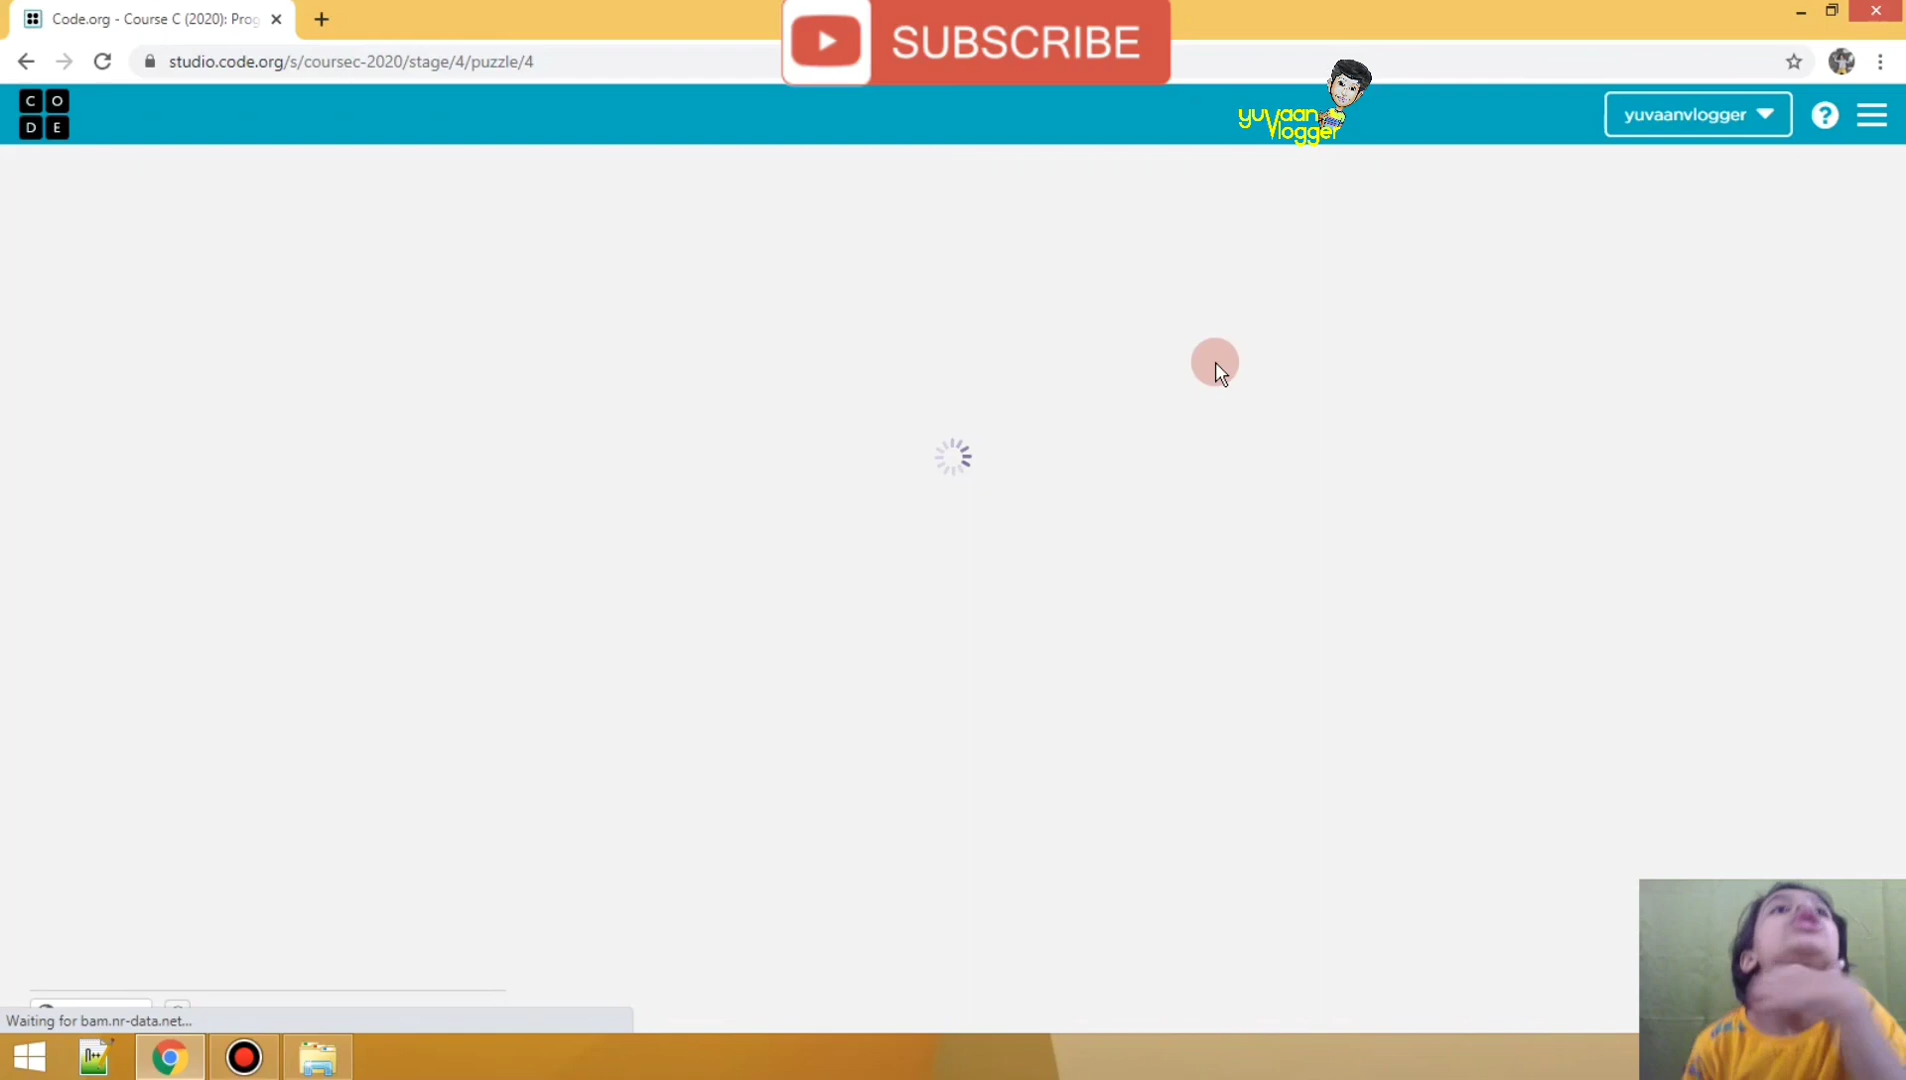 Code.org - Course C (2020): Prog
SUBSCRIBE
studio.code.org/s/coursec-2020/stage/4/puzzle/4
C O
D E
yuvaan
Vlogger
yuvaanvlogger
?
Waiting for bam.nr-data.net...
n++